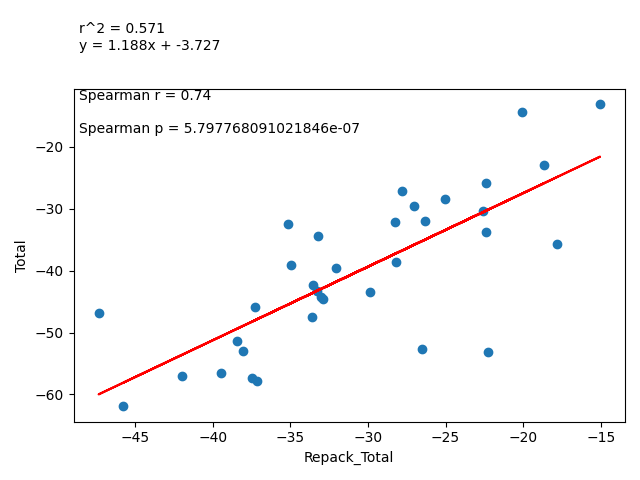 r^2 = 0.571
y = 1.188x + -3.727
Spearman r = 0.74
Spearman p = 5.797768091021846e-07
−20
−30
−40
−50
−60
Total
−45
−40
−35
−30
−25
−20
−15
Repack_Total